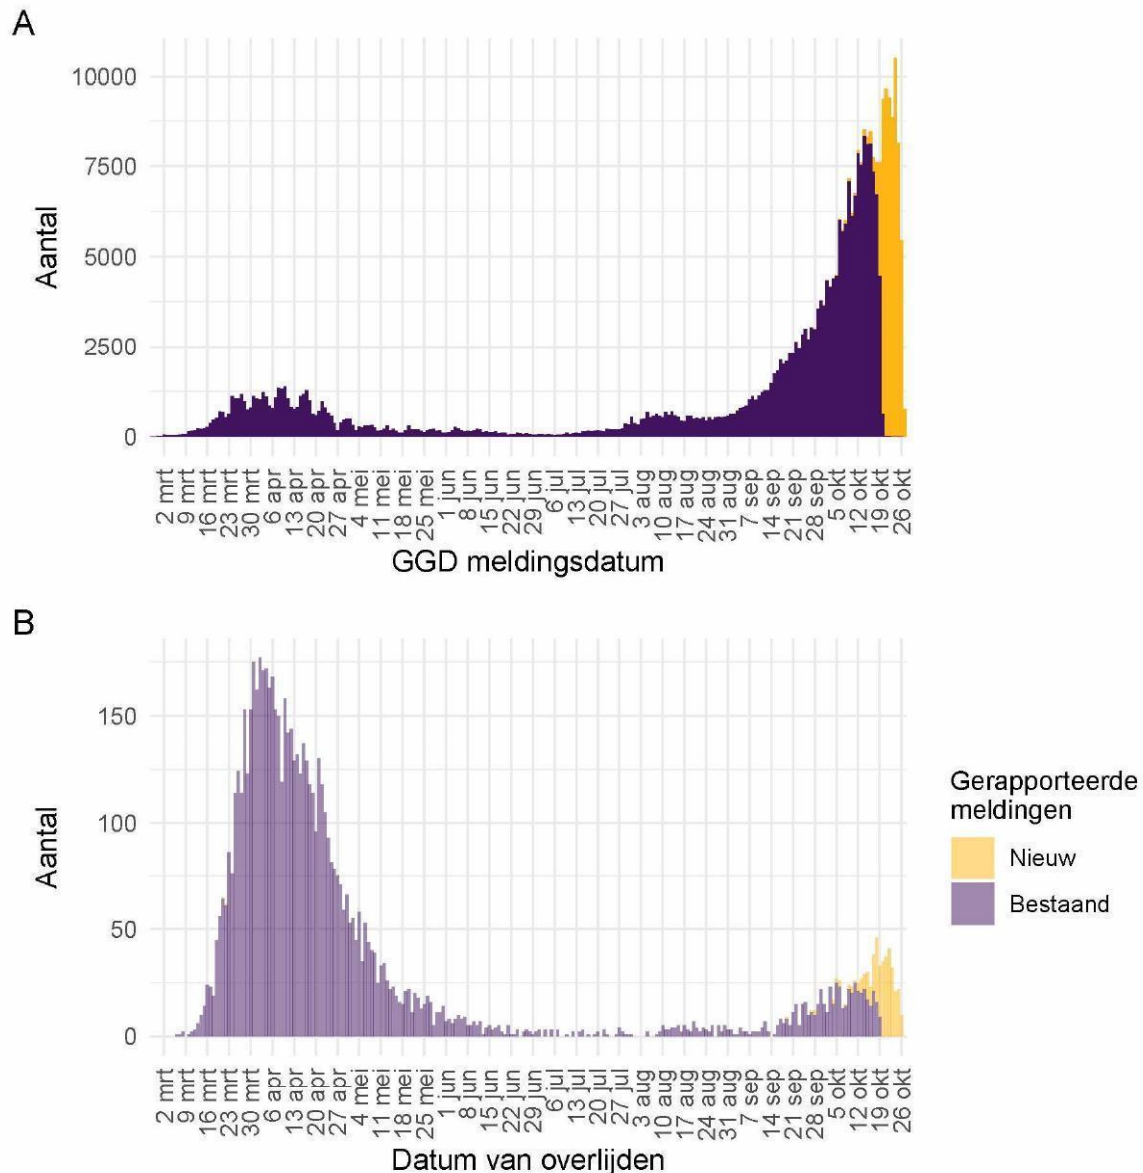 A
10000
7500
5000
2500
0
Aantal
2 mrt
9 mrt
16 mrt
23 mrt
30 mrt
6 apr
13 apr
20 apr
27 apr
4 mei
11 mei
18 mei
25 mei
1 jun
8 jun
15 jun
22 jun
29 jun
6 jul
13 jul
20 jul
27 jul
3 aug
10 aug
17 aug
24 aug
31 aug
7 sep
14 sep
21 sep
28 sep
5 okt
12 okt
19 okt
26 okt
GGD meldingsdatum
B
150
100
50
0
Aantal
2 mrt
9 mrt
16 mrt
23 mrt
30 mrt
6 apr
13 apr
20 apr
27 apr
4 mei
11 mei
18 mei
25 mei
1 jun
8 jun
15 jun
22 jun
29 jun
6 jul
13 jul
20 jul
27 jul
3 aug
10 aug
17 aug
24 aug
31 aug
7 sep
14 sep
21 sep
28 sep
5 okt
12 okt
19 okt
26 okt
Datum van overlijden
Gerapporteerde
meldingen
Nieuw
Bestaand